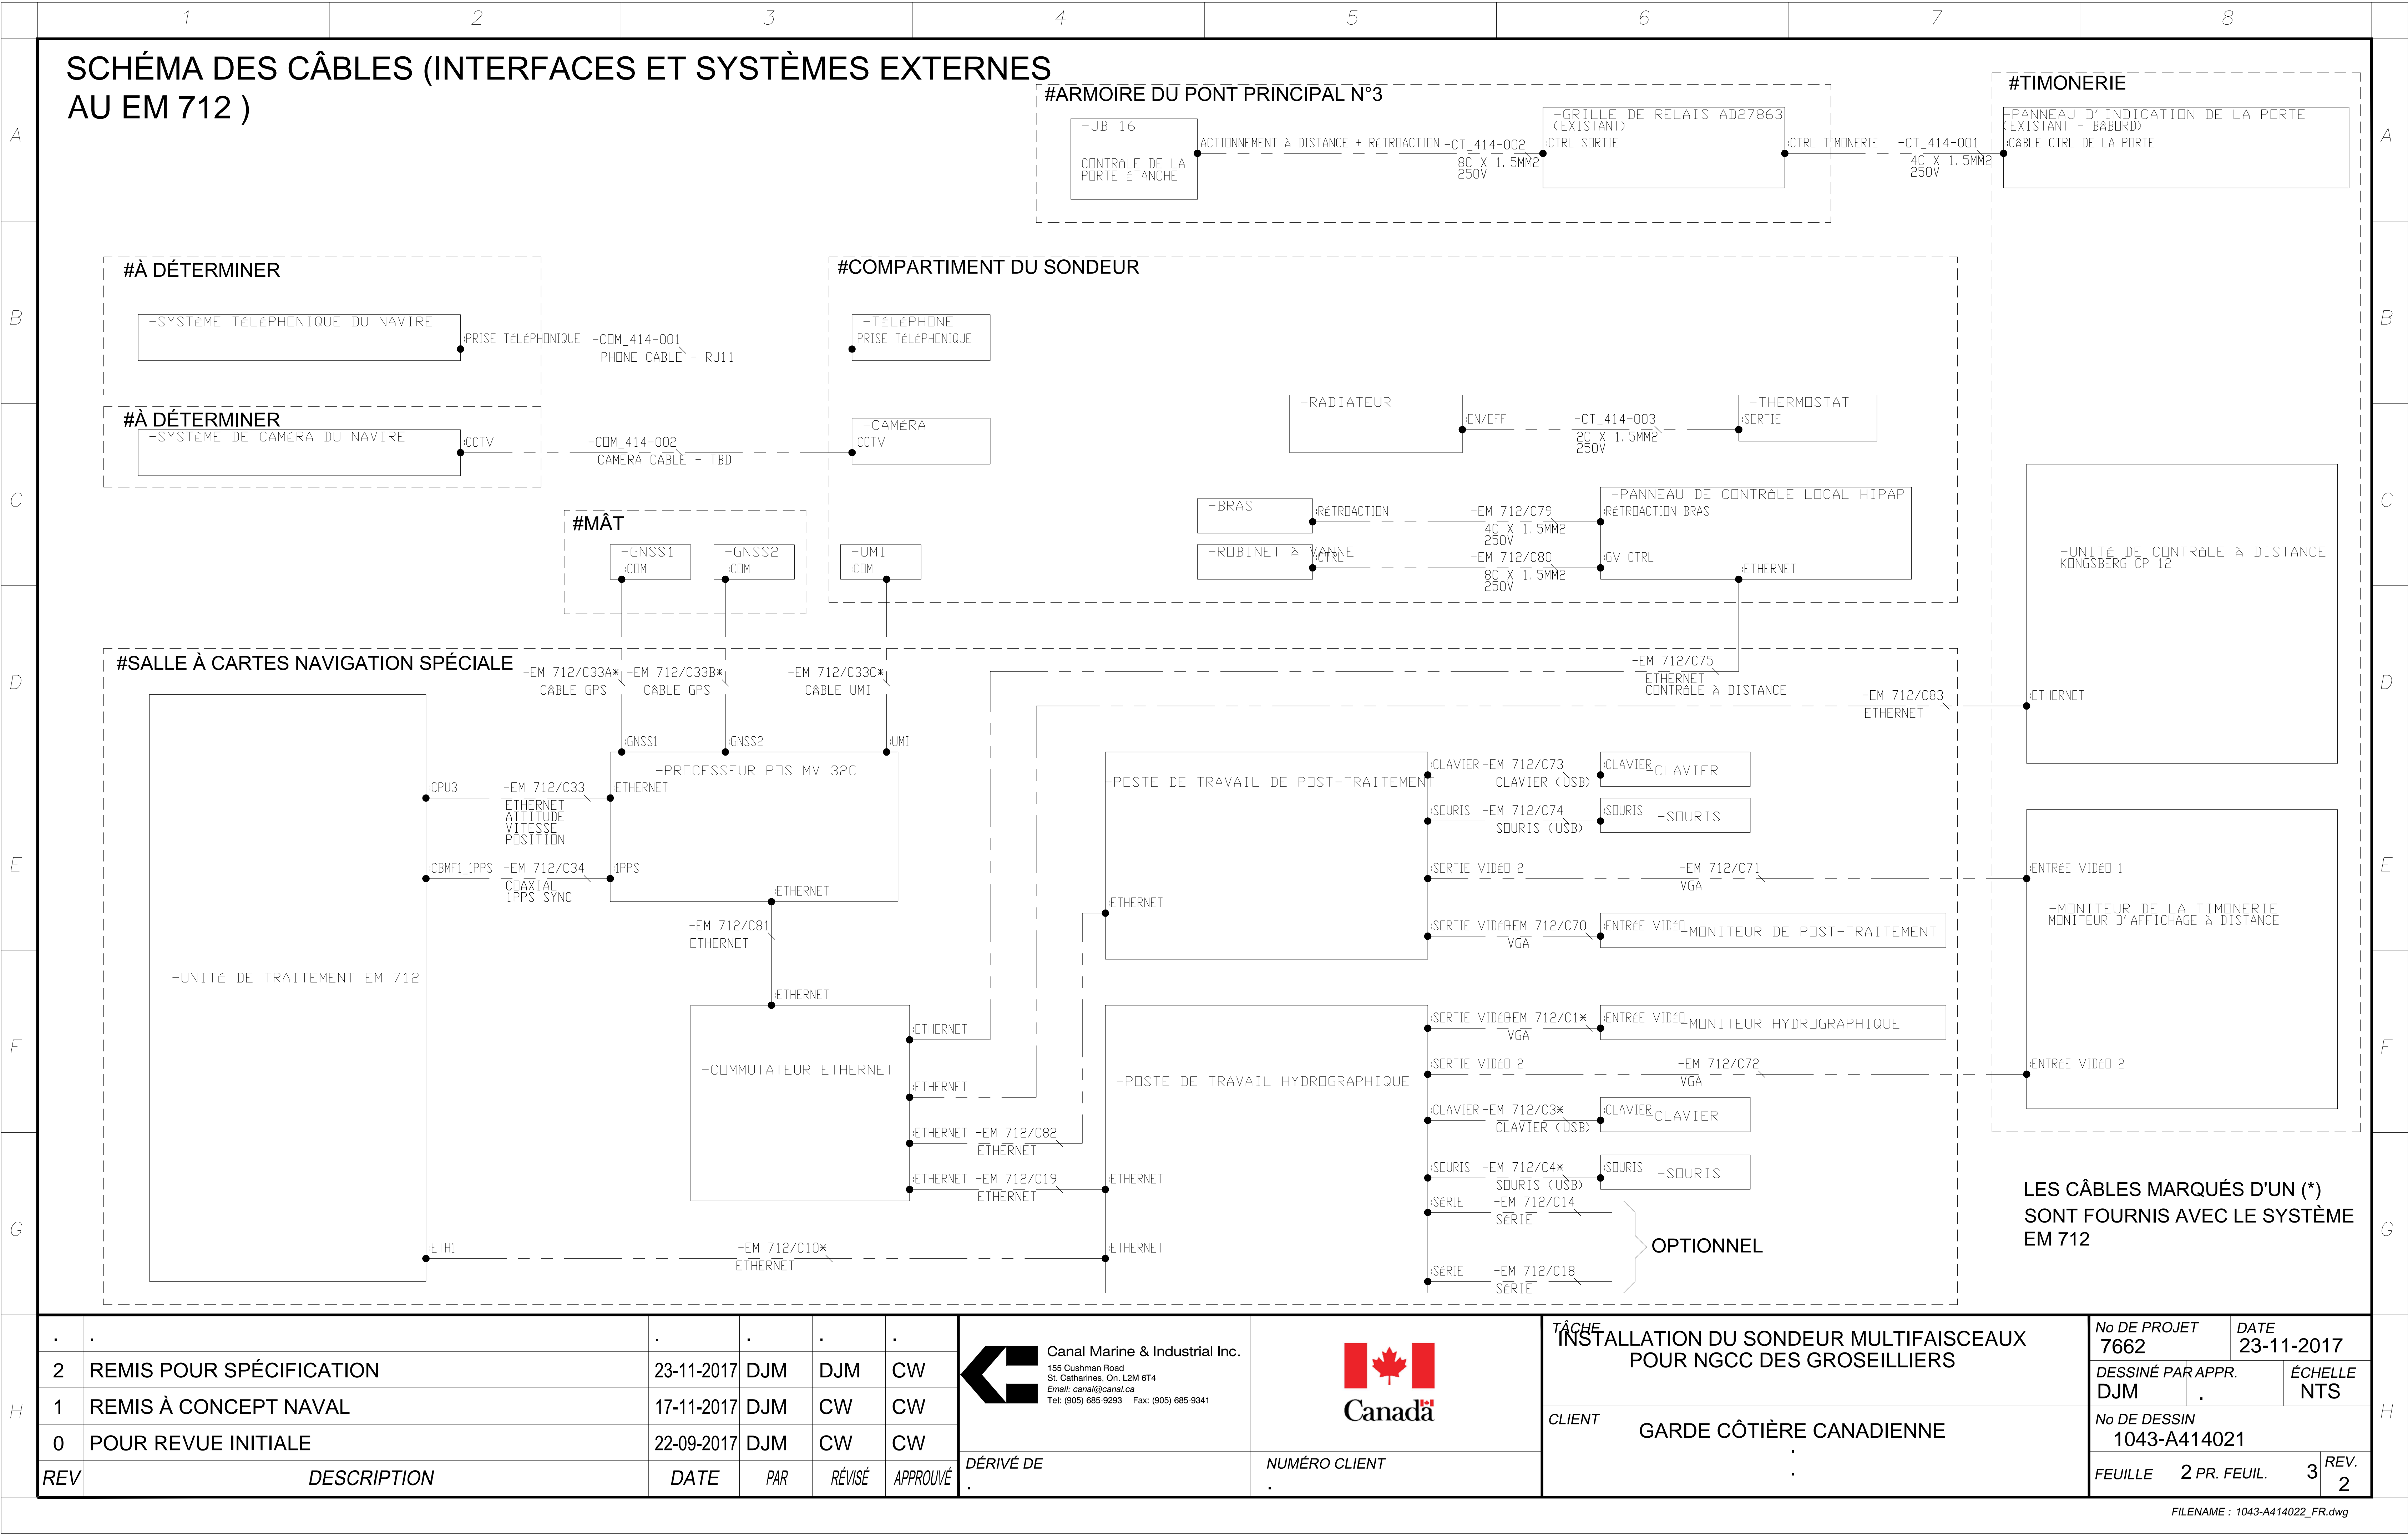 1 2 3 4 5 6 7 8
SCHÉMA DES CÂBLES (INTERFACES ET SYSTÈMES EXTERNES
AU EM 712 )
A
A
#ARMOIRE DU PONT PRINCIPAL N°3
-JB 16
CONTRôLE DE LA
PORTE éTANCHE
ACTIONNEMENT à DISTANCE + RéTROACTION
-CT_414-002
8C X 1.5MM2
250V
-GRILLE DE RELAIS AD27863
(EXISTANT)
:CTRL SORTIE
:CTRL TIMONERIE
-CT_414-001
4C X 1.5MM2
250V
#TIMONERIE
-PANNEAU D'INDICATION DE LA PORTE
(EXISTANT - BâBORD)
:CâBLE CTRL DE LA PORTE
B
B
#À DÉTERMINER
-SYSTèME TéLéPHONIQUE DU NAVIRE
:PRISE TéLéPHONIQUE
-COM_414-001
PHONE CABLE - RJ11
#COMPARTIMENT DU SONDEUR
-TéLéPHONE
:PRISE TéLéPHONIQUE
#À DÉTERMINER
-SYSTèME DE CAMéRA DU NAVIRE
:CCTV
-COM_414-002
CAMERA CABLE - TBD
-CAMéRA
:CCTV
-RADIATEUR
:ON/OFF
-CT_414-003
2C X 1.5MM2
250V
-THERMOSTAT
:SORTIE
C
C
-BRAS
:RéTROACTION
-EM 712/C79
4C X 1.5MM2
250V
-PANNEAU DE CONTRôLE LOCAL HIPAP
:RéTROACTION BRAS
-ROBINET à VANNE
:CTRL
-EM 712/C80
8C X 1.5MM2
250V
:GV CTRL
:ETHERNET
#MÂT
-GNSS1
:COM
-GNSS2
:COM
-UMI
:COM
-UNITé DE CONTRôLE à DISTANCE
KONGSBERG CP 12
:ETHERNET
D
D
#SALLE À CARTES NAVIGATION SPÉCIALE
-EM 712/C33A*
CâBLE GPS
-EM 712/C33B*
CâBLE GPS
-EM 712/C33C*
CâBLE UMI
-EM 712/C75
ETHERNET
CONTRôLE à DISTANCE
-EM 712/C83
ETHERNET
:GNSS1
:GNSS2
:UMI
-PROCESSEUR POS MV 320
:CPU3
-EM 712/C33
ETHERNET
ATTITUDE
VITESSE
POSITION
:ETHERNET
E
E
:CBMF1_1PPS
-EM 712/C34
COAXIAL
1PPS SYNC
:1PPS
:ETHERNET
-EM 712/C81
ETHERNET
-POSTE DE TRAVAIL DE POST-TRAITEMENT
:ETHERNET
:CLAVIER
-EM 712/C73
CLAVIER (USB)
:CLAVIER
-CLAVIER
:SOURIS
-EM 712/C74
SOURIS (USB)
:SOURIS
-SOURIS
:SORTIE VIDéO 2
-EM 712/C71
VGA
:ENTRéE VIDéO 1
:SORTIE VIDéO
-EM 712/C70
VGA
:ENTRéE VIDéO
-MONITEUR DE POST-TRAITEMENT
-MONITEUR DE LA TIMONERIE
MONITEUR D'AFFICHAGE à DISTANCE
-UNITé DE TRAITEMENT EM 712
F
F
:ETHERNET
-COMMUTATEUR ETHERNET
:ETHERNET
:ETHERNET
:ETHERNET
-EM 712/C82
ETHERNET
:ETHERNET
-EM 712/C19
ETHERNET
:ETHERNET
-POSTE DE TRAVAIL HYDROGRAPHIQUE
:SORTIE VIDéO
-EM 712/C1*
VGA
:ENTRéE VIDéO
-MONITEUR HYDROGRAPHIQUE
:SORTIE VIDéO 2
-EM 712/C72
VGA
:ENTRéE VIDéO 2
:CLAVIER
-EM 712/C3*
CLAVIER (USB)
:CLAVIER
-CLAVIER
:SOURIS
-EM 712/C4*
SOURIS (USB)
:SOURIS
-SOURIS
G
G
:SéRIE
-EM 712/C14
SéRIE
OPTIONNEL
:SéRIE
-EM 712/C18
SéRIE
:ETH1
-EM 712/C10*
ETHERNET
:ETHERNET
LES CÂBLES MARQUÉS D'UN (*)
SONT FOURNIS AVEC LE SYSTÈME
EM 712
H
H
. . . . . .
2 REMIS POUR SPÉCIFICATION 23-11-2017 DJM DJM CW
1 REMIS À CONCEPT NAVAL 17-11-2017 DJM CW CW
0 POUR REVUE INITIALE 22-09-2017 DJM CW CW
REV DESCRIPTION DATE PAR RÉVISÉ APPROUVÉ
Canal Marine & Industrial Inc.
155 Cushman Road
St. Catharines, On. L2M 6T4
Email: canal@canal.ca
Tel: (905) 685-9293 Fax: (905) 685-9341
Canada
DÉRIVÉ DE
.
NUMÉRO CLIENT
.
TÂCHE
INSTALLATION DU SONDEUR MULTIFAISCEAUX
POUR NGCC DES GROSEILLIERS
CLIENT
GARDE CÔTIÈRE CANADIENNE
.
.
No DE PROJET
7662
DATE
23-11-2017
DESSINÉ PAR
DJM
APPR.
.
ÉCHELLE
NTS
No DE DESSIN
1043-A414021
FEUILLE 2 PR. FEUIL. 3
REV.
2
FILENAME : 1043-A414022_FR.dwg